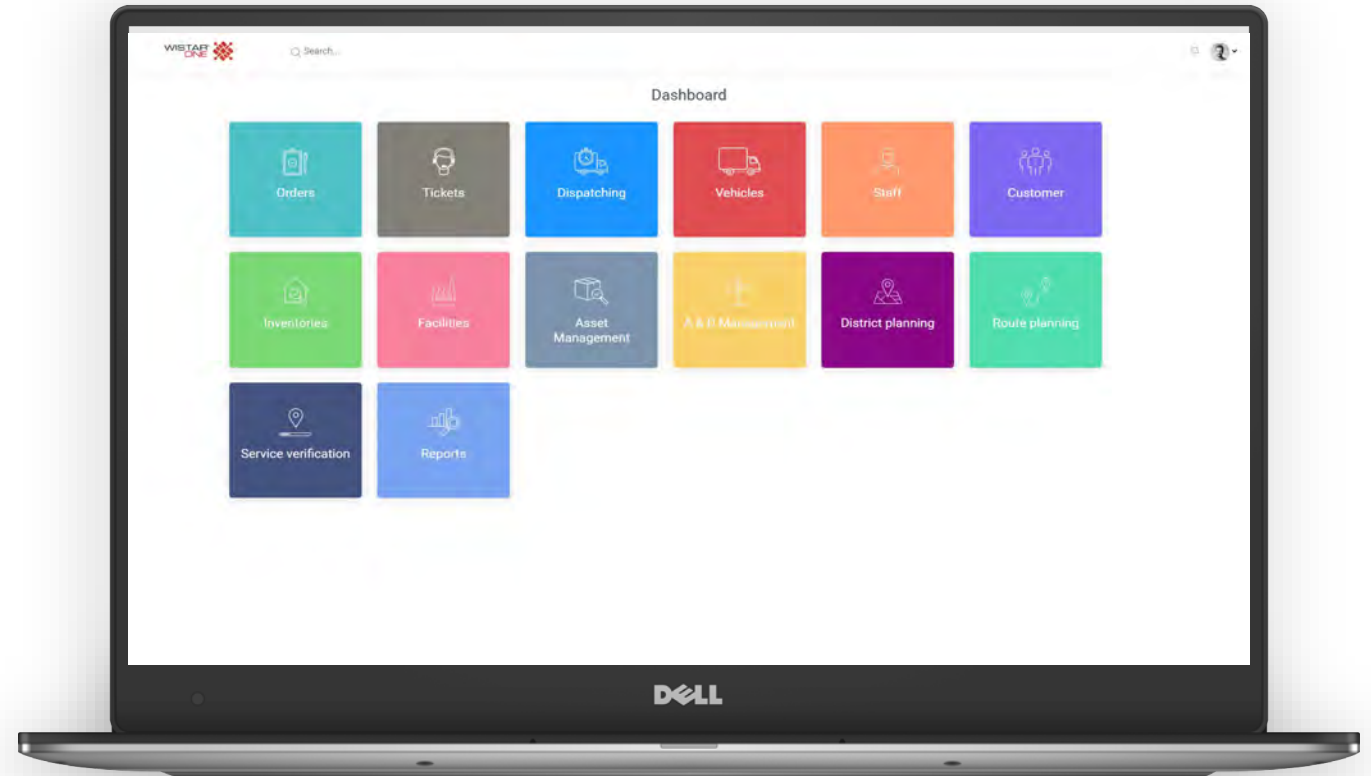 WISTAR
ONE
Search...
Dashboard
Orders
Tickets
Dispatching
Vehicles
Staff
Customer
Inventories
Facilities
Asset
Management
A & D Management
District planning
Route planning
Service verification
Reports
DELL